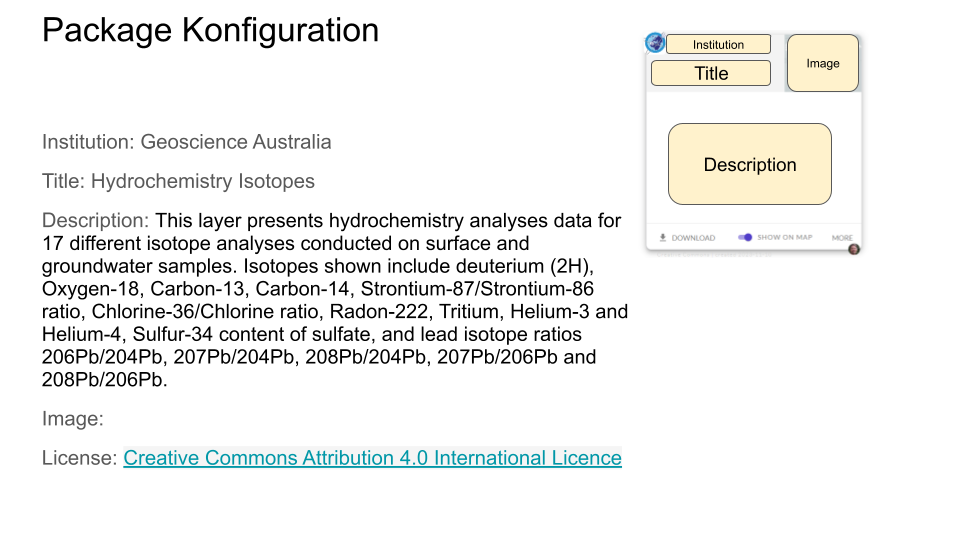 Package Konfiguration
Institution
Image
Title
Institution: Geoscience Australia
Title: Hydrochemistry Isotopes
Description
Description: This layer presents hydrochemistry analyses data for
17 different isotope analyses conducted on surface and
groundwater samples. Isotopes shown include deuterium (2H),
Oxygen-18, Carbon-13, Carbon-14, Strontium-87/Strontium-86
ratio, Chlorine-36/Chlorine ratio, Radon-222, Tritium, Helium-3 and
Helium-4, Sulfur-34 content of sulfate, and lead isotope ratios
206Pb/204Pb, 207Pb/204Pb, 208Pb/204Pb, 207Pb/206Pb and
208Pb/206Pb.
DOWNLOAD SHOW ON MAP MORE
Image:
License: Creative Commons Attribution 4.0 International Licence